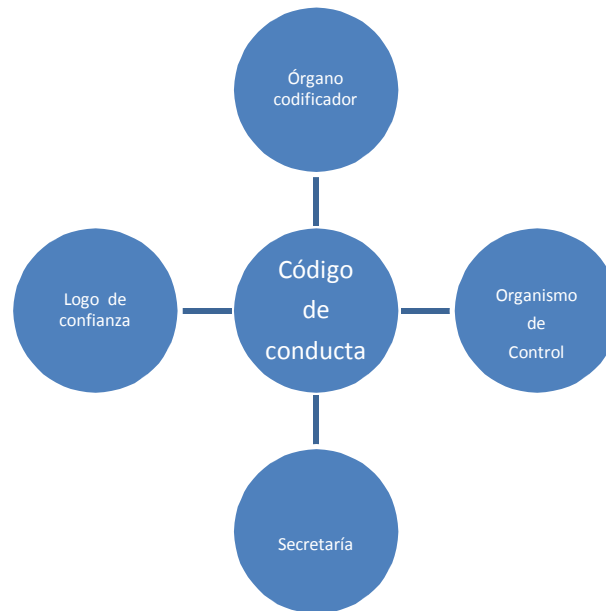 Órgano
codificador
Logo de
confianza
Código
de
conducta
Organismo
de
Control
Secretaría